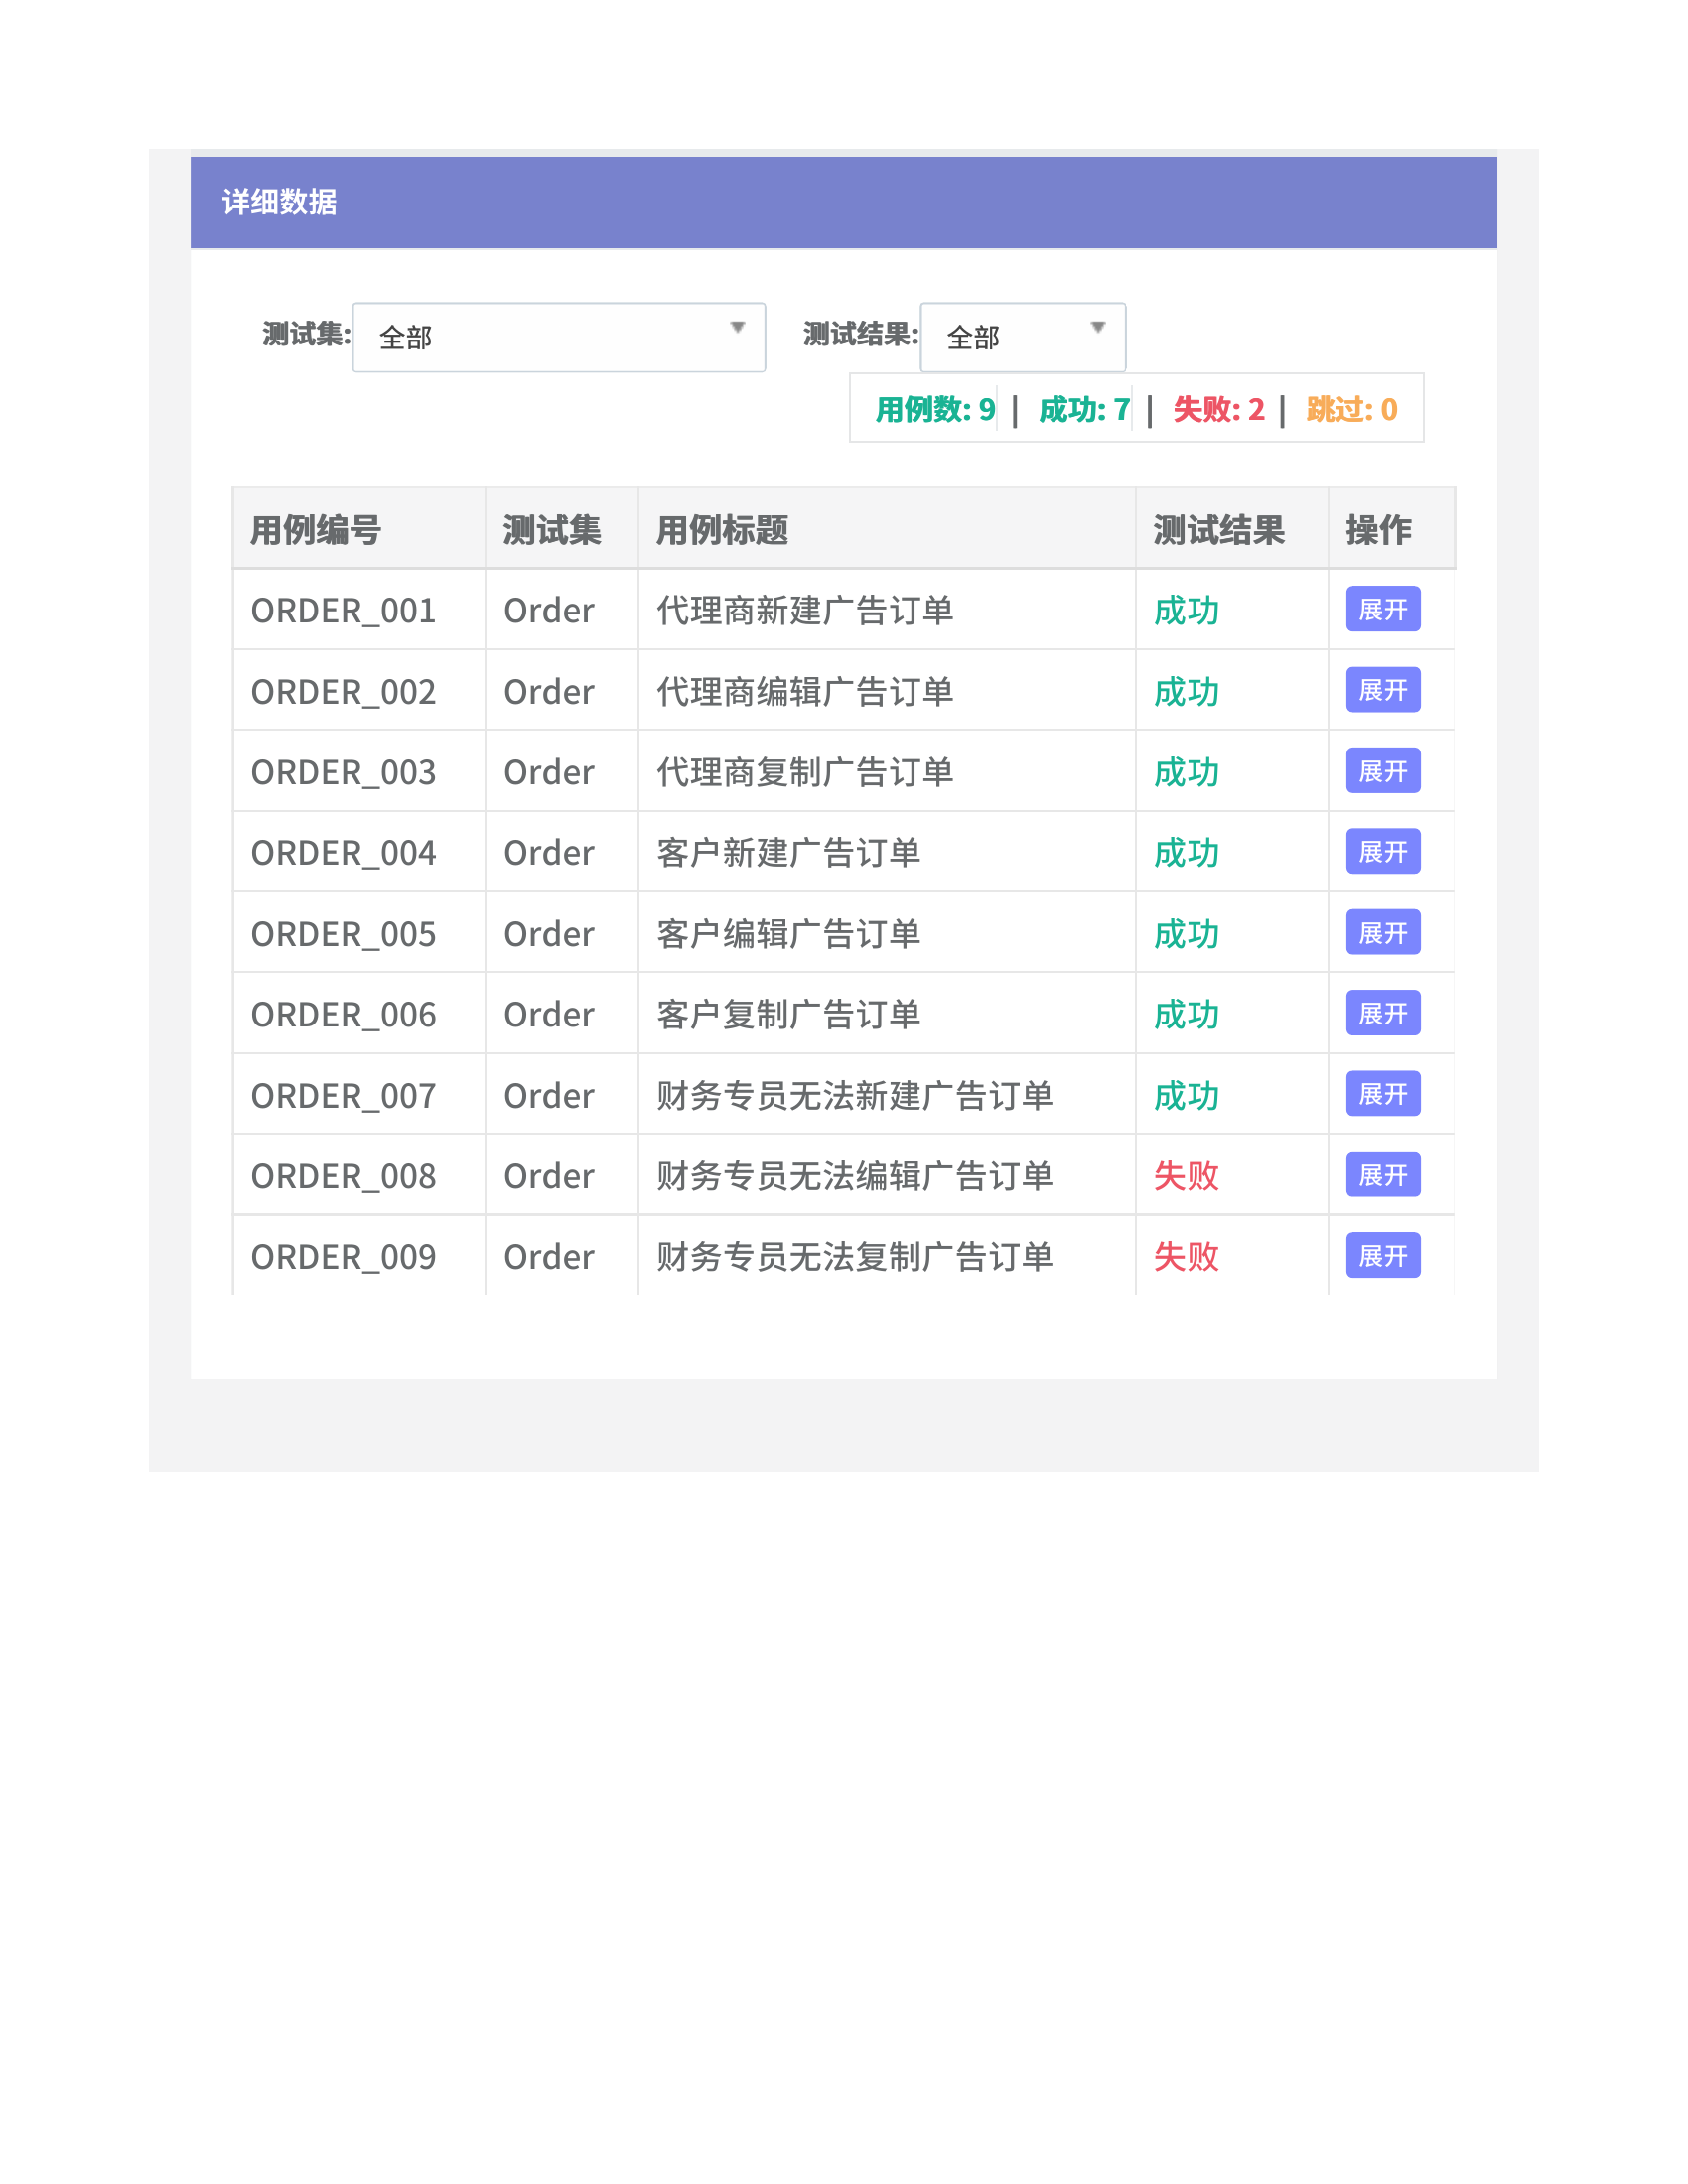 详细数据
测试集: 全部 测试结果: 全部
用例数: 9 | 成功: 7 | 失败: 2 | 跳过: 0
用例编号 测试集 用例标题 测试结果 操作
ORDER_001 Order 代理商新建广告订单 成功 展开
ORDER_002 Order 代理商编辑广告订单 成功 展开
ORDER_003 Order 代理商复制广告订单 成功 展开
ORDER_004 Order 客户新建广告订单 成功 展开
ORDER_005 Order 客户编辑广告订单 成功 展开
ORDER_006 Order 客户复制广告订单 成功 展开
ORDER_007 Order 财务专员无法新建广告订单 成功 展开
ORDER_008 Order 财务专员无法编辑广告订单 失败 展开
ORDER_009 Order 财务专员无法复制广告订单 失败 展开